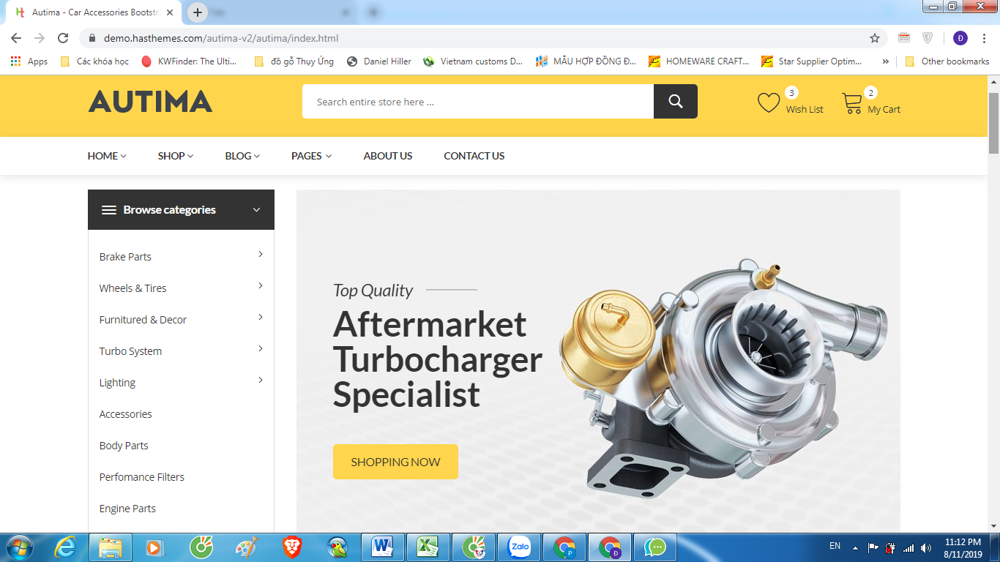 Autima - Car Accessories Bootstr
demo.hasthemes.com/autima-v2/autima/index.html
Đ
Apps
Các khóa học
KWFinder: The Ulti...
đồ gỗ Thụy Ứng
Daniel Hiller
Vietnam customs D...
MẪU HỢP ĐỒNG Đ...
HOMEWARE CRAFT...
Star Supplier Optim...
»
Other bookmarks
AUTIMA
Search entire store here ...
3
Wish List
2
My Cart
HOME
SHOP
BLOG
PAGES
ABOUT US
CONTACT US
Browse categories
Brake Parts
Wheels & Tires
Furnitured & Decor
Turbo System
Lighting
Accessories
Body Parts
Perfomance Filters
Engine Parts
Top Quality
Aftermarket
Turbocharger
Specialist
SHOPPING NOW
Zalo
P
Đ
EN
11:12 PM
8/11/2019